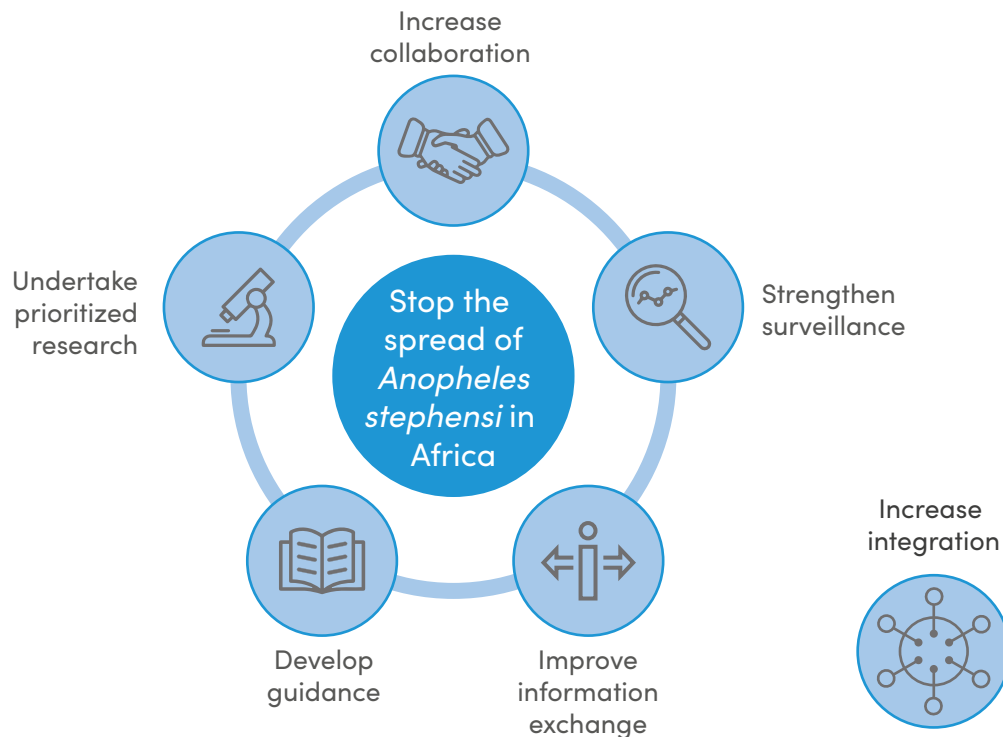 Increase
collaboration
Strengthen
surveillance
Improve
information
exchange
Develop
guidance
Undertake
prioritized
research
Stop the
spread of
Anopheles
stephensi in
Africa
Increase
integration